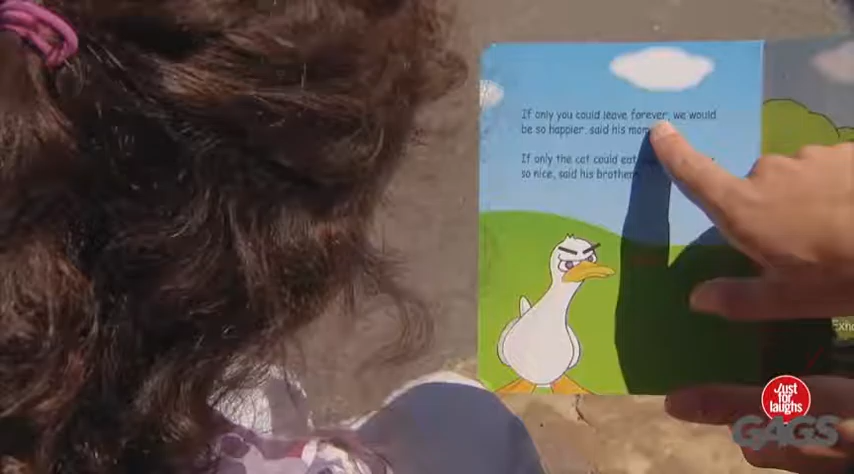 If only you could leave forever, we would
be so happier, said his mom
If only the cat could eat
so nice, said his brother
Exh
JUST
for
laughs
GAGS